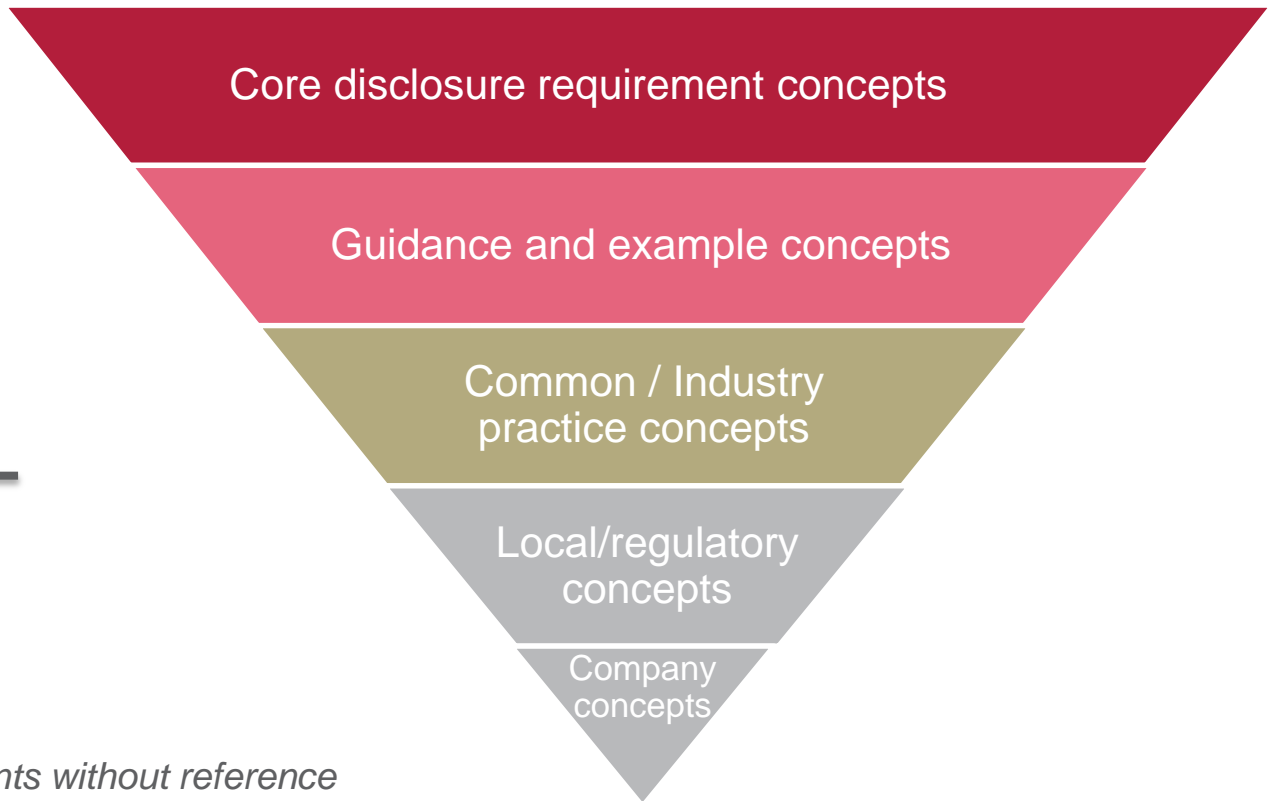 Core disclosure requirement concepts
Guidance and example concepts
Common / Industry
practice concepts
Local/regulatory
concepts
Company
concepts
nts without reference